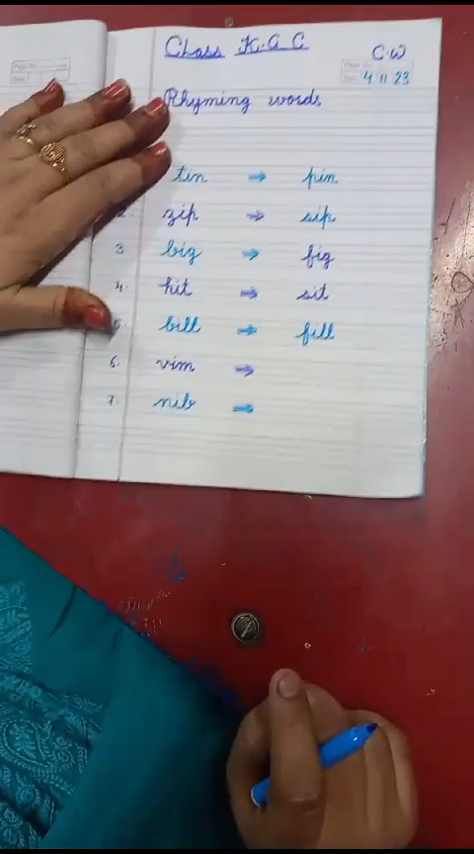 Class K.G C
C.W
4 11 23
Rhyming words
tin ⇒ pin
2. zip ⇒ sip
3 big ⇒ fig
4. hit ⇒ sit
5. bill ⇒ fill
6. vim ⇒
7. nib ⇒